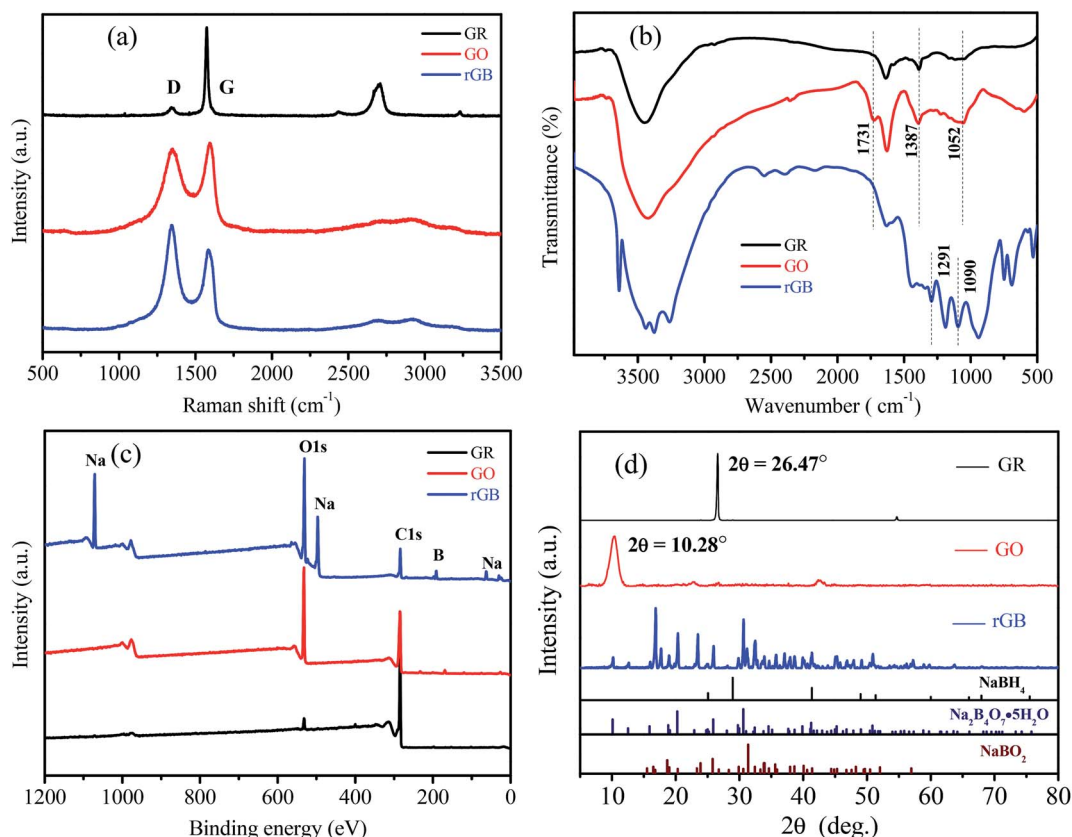 (a)
GR
GO
rGB
D
G
Intensity (a.u.)
500 1000 1500 2000 2500 3000 3500
Raman shift (cm-1)
(b)
Transmittance (%)
1731
1387
1052
GR
GO
rGB
1291
1090
3500 3000 2500 2000 1500 1000 500
Wavenumber ( cm-1)
(c)
GR
GO
rGB
Na
O1s
Na
C1s
B
Na
Intensity (a.u.)
1200 1000 800 600 400 200 0
Binding energy (eV)
(d)
2θ = 26.47°
GR
2θ = 10.28°
GO
rGB
NaBH4
Na2B4O7•5H2O
NaBO2
Intensity (a.u.)
10 20 30 40 50 60 70 80
2θ (deg.)